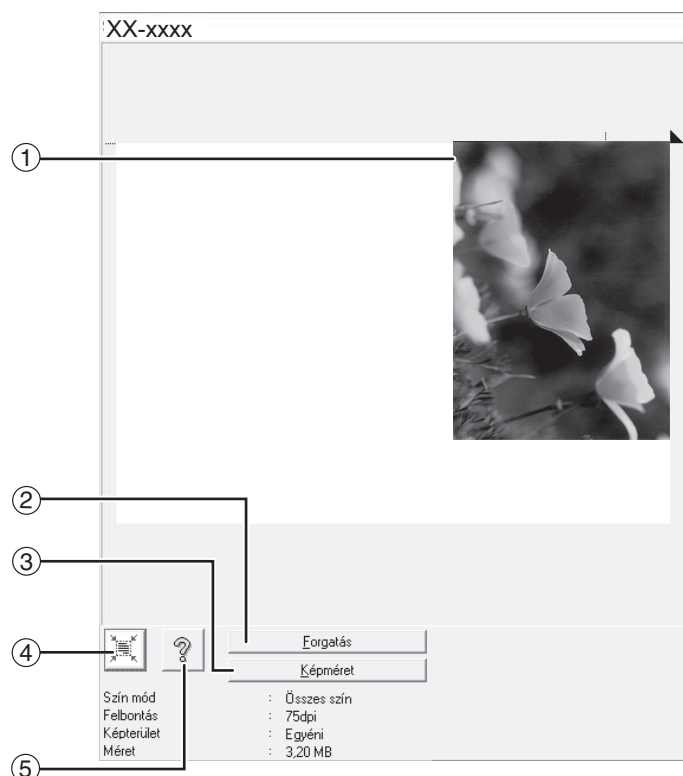 XX-xxxx
1
2
3
Forgatás
4
?
Képméret
Szín mód : Összes szín
Felbontás : 75dpi
Képterület : Egyéni
Méret : 3,20 MB
5